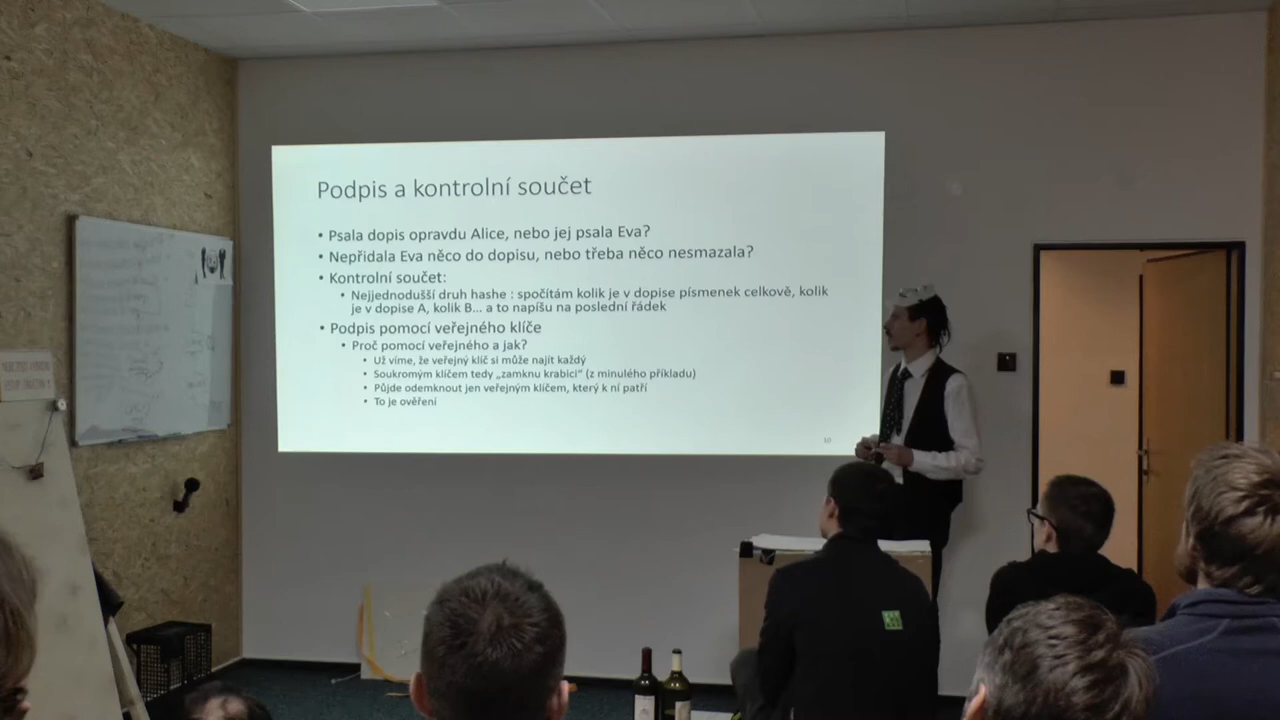 Podpis a kontrolní součet
• Psala dopis opravdu Alice, nebo jej psala Eva?
• Nepřidala Eva něco do dopisu, nebo třeba něco nesmazala?
• Kontrolní součet:
• Nejjednodušší druh hashe : spočítám kolik je v dopise písmenek celkově, kolik
je v dopise A, kolik B... a to napíšu na poslední řádek
• Podpis pomocí veřejného klíče
• Proč pomocí veřejného a jak?
• Už víme, že veřejný klíč si může najít každý
• Soukromým klíčem tedy „zamknu krabici“ (z minulého příkladu)
• Půjde odemknout jen veřejným klíčem, který k ní patří
• To je ověření
10